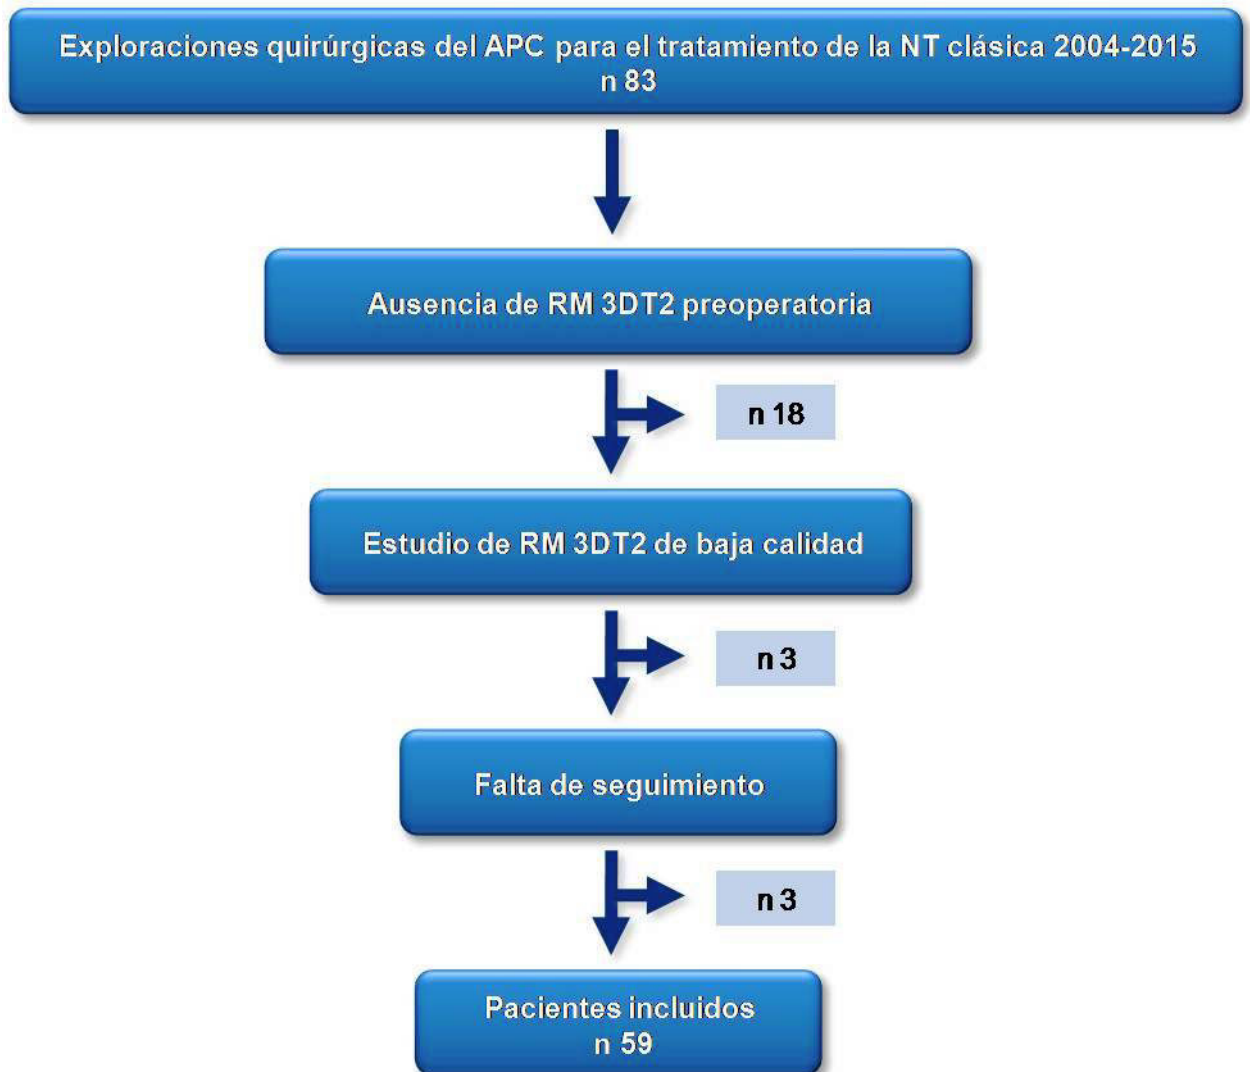 Exploraciones quirúrgicas del APC para el tratamiento de la NT clásica 2004-2015
n 83
Ausencia de RM 3DT2 preoperatoria
n 18
Estudio de RM 3DT2 de baja calidad
n 3
Falta de seguimiento
n 3
Pacientes incluidos
n 59